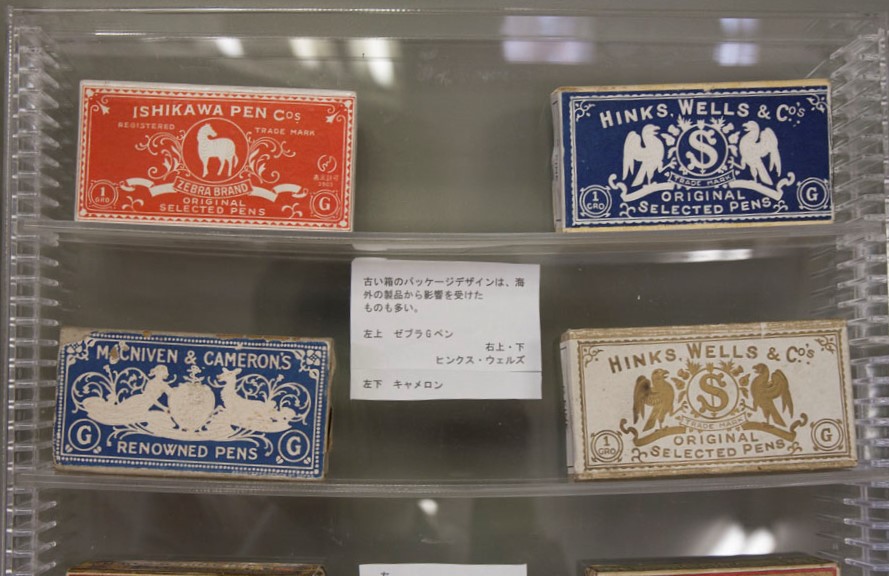 ISHIKAWA PEN COS
REGISTERED TRADE MARK
ZEBRA BRAND
1 GRO
ORIGINAL
SELECTED PENS
G
HINKS, WELLS & CO'S
S
TRADE MARK
1 GRO
ORIGINAL
SELECTED PENS
G
古い箱のパッケージデザインは、海
外の製品から影響を受けた
ものも多い。
左上 ゼブラGペン
右上・下
ヒンクス・ウェルズ
左下 キャメロン
MACNIVEN & CAMERON'S
G
RENOWNED PENS
G
HINKS, WELLS & CO'S
S
TRADE MARK
1 GRO
ORIGINAL
SELECTED PENS
G